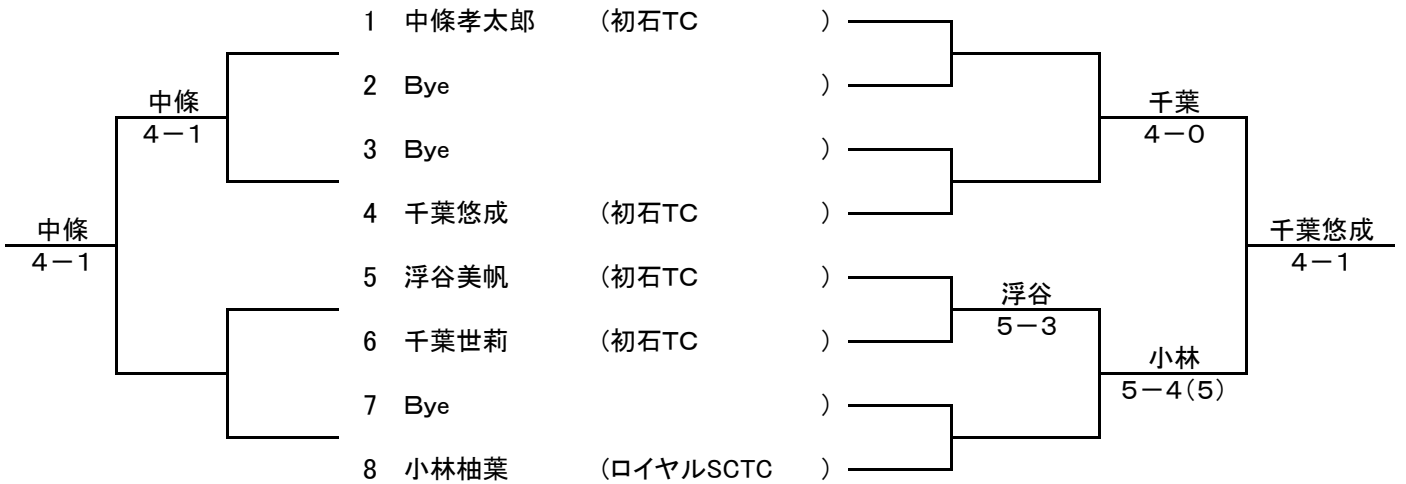 1 中條孝太郎 (初石TC )
2 Bye )
中條 千葉
4－1 4－0
3 Bye )
4 千葉悠成 (初石TC )
中條 千葉悠成
4－1 4－1
5 浮谷美帆 (初石TC )
浮谷
5－3
6 千葉世莉 (初石TC )
小林
5－4(5)
7 Bye )
8 小林柚葉 (ロイヤルSCTC )